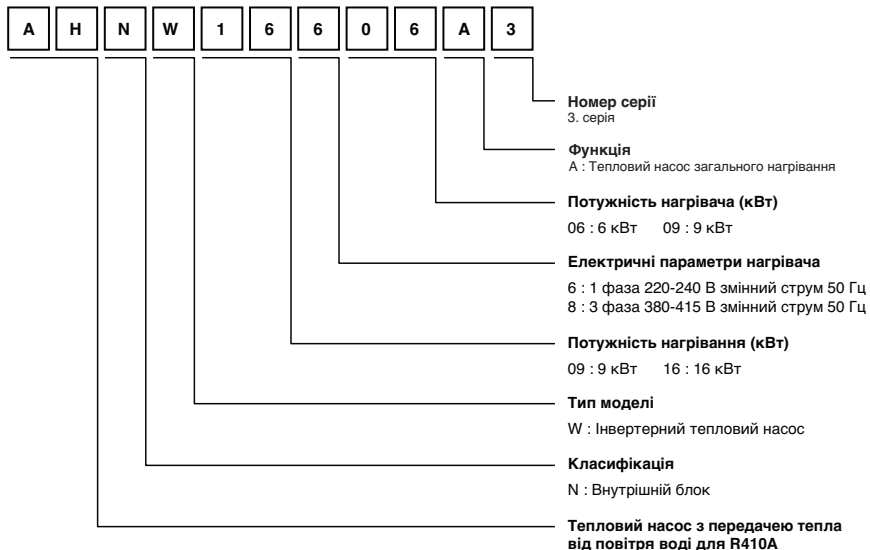 A H N W 1 6 6 0 6 A 3
Номер серії
3. серія
Функція
A : Тепловий насос загального нагрівання
Потужність нагрівача (кВт)
06 : 6 кВт 09 : 9 кВт
Електричні параметри нагрівача
6 : 1 фаза 220-240 В змінний струм 50 Гц
8 : 3 фаза 380-415 В змінний струм 50 Гц
Потужність нагрівання (кВт)
09 : 9 кВт 16 : 16 кВт
Тип моделі
W : Інвертерний тепловий насос
Класифікація
N : Внутрішній блок
Тепловий насос з передачею тепла
від повітря воді для R410A